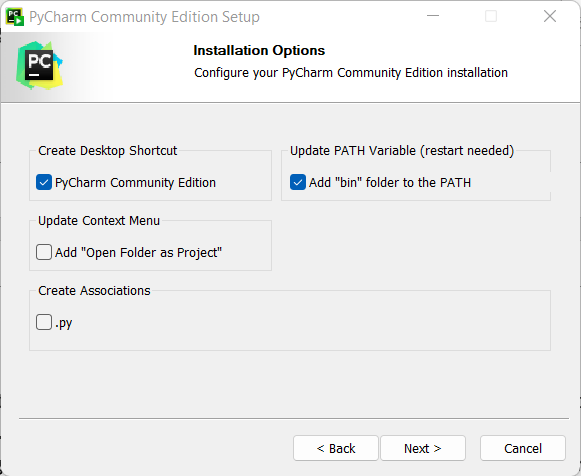 PyCharm Community Edition Setup
PC
Installation Options
Configure your PyCharm Community Edition installation
Create Desktop Shortcut
PyCharm Community Edition
Update PATH Variable (restart needed)
Add "bin" folder to the PATH
Update Context Menu
Add "Open Folder as Project"
Create Associations
.py
< Back
Next >
Cancel